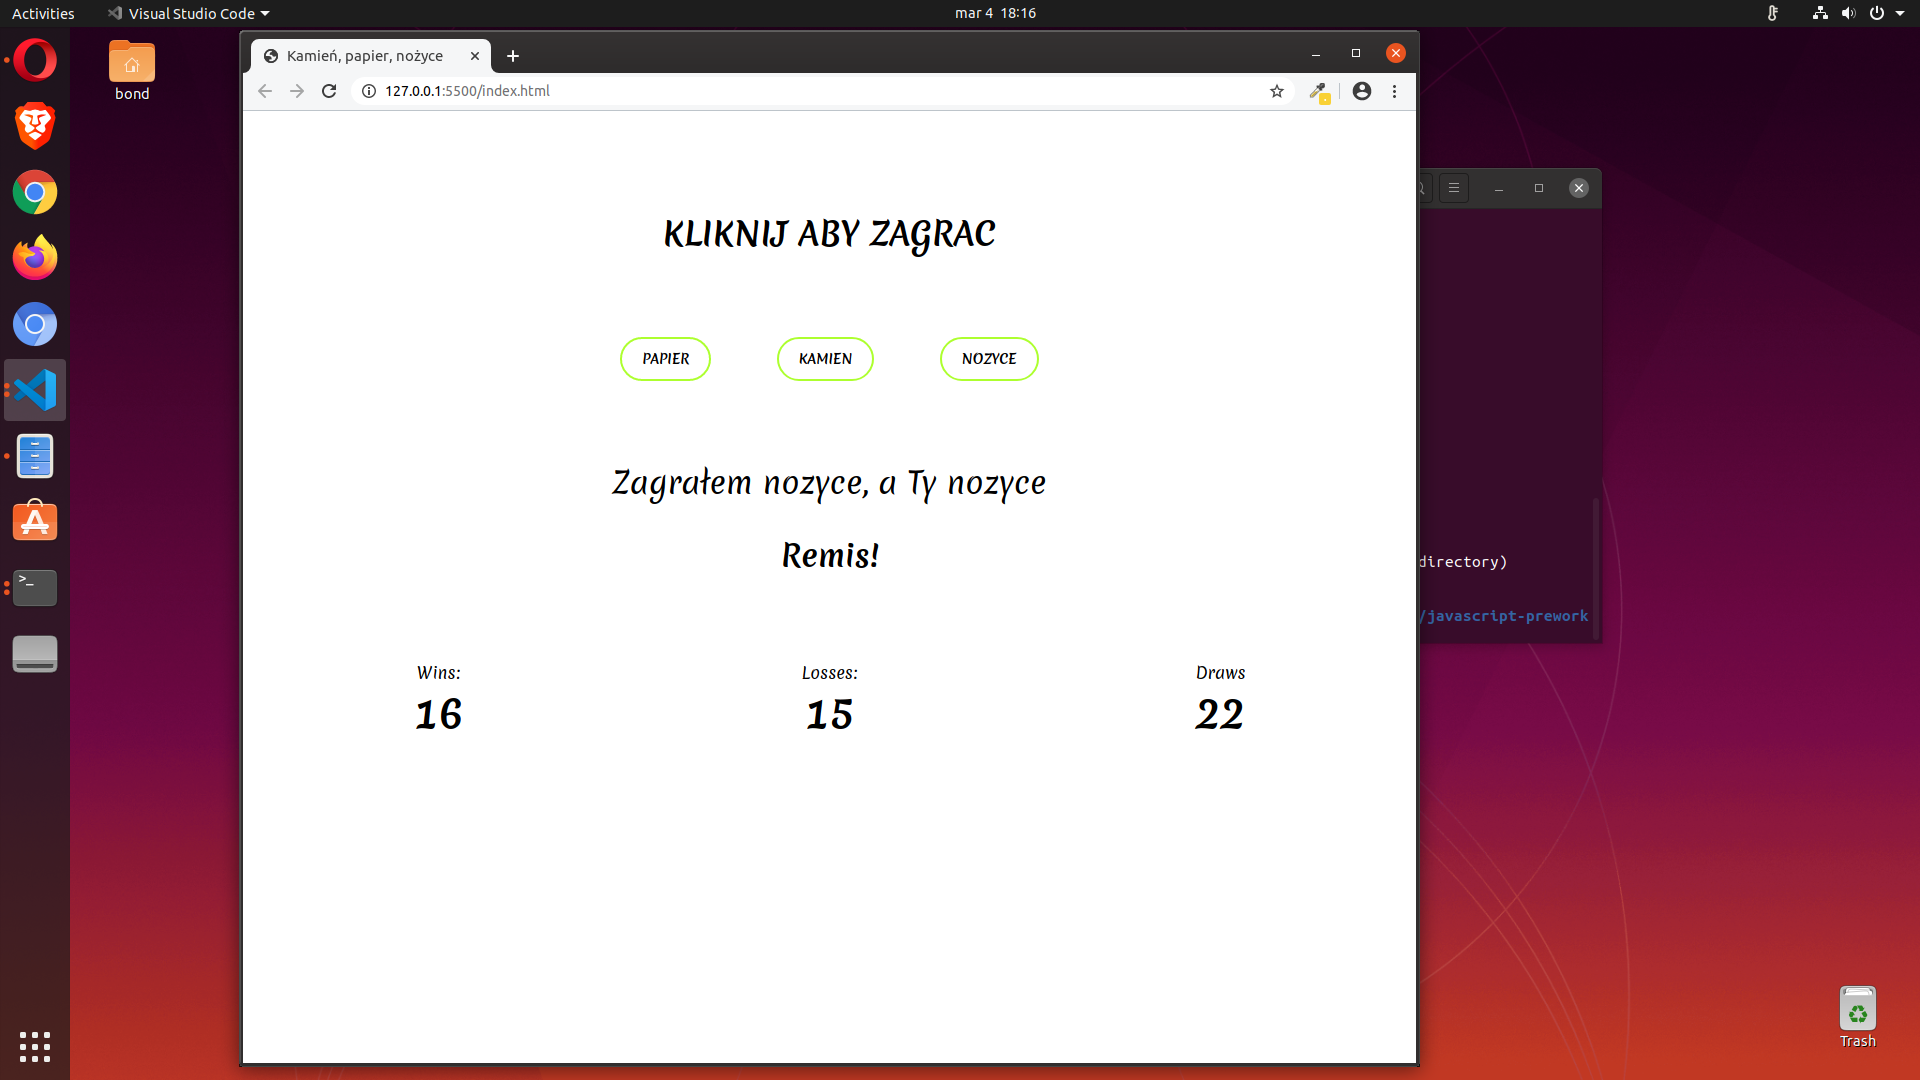 Activities
Visual Studio Code
mar 4 18:16
bond
Kamień, papier, nożyce
127.0.0.1:5500/index.html
KLIKNIJ ABY ZAGRAC
PAPIER
KAMIEN
NOZYCE
Zagrałem nozyce, a Ty nozyce
Remis!
directory)
/javascript-prework
Wins:
Losses:
Draws
16
15
22
Trash